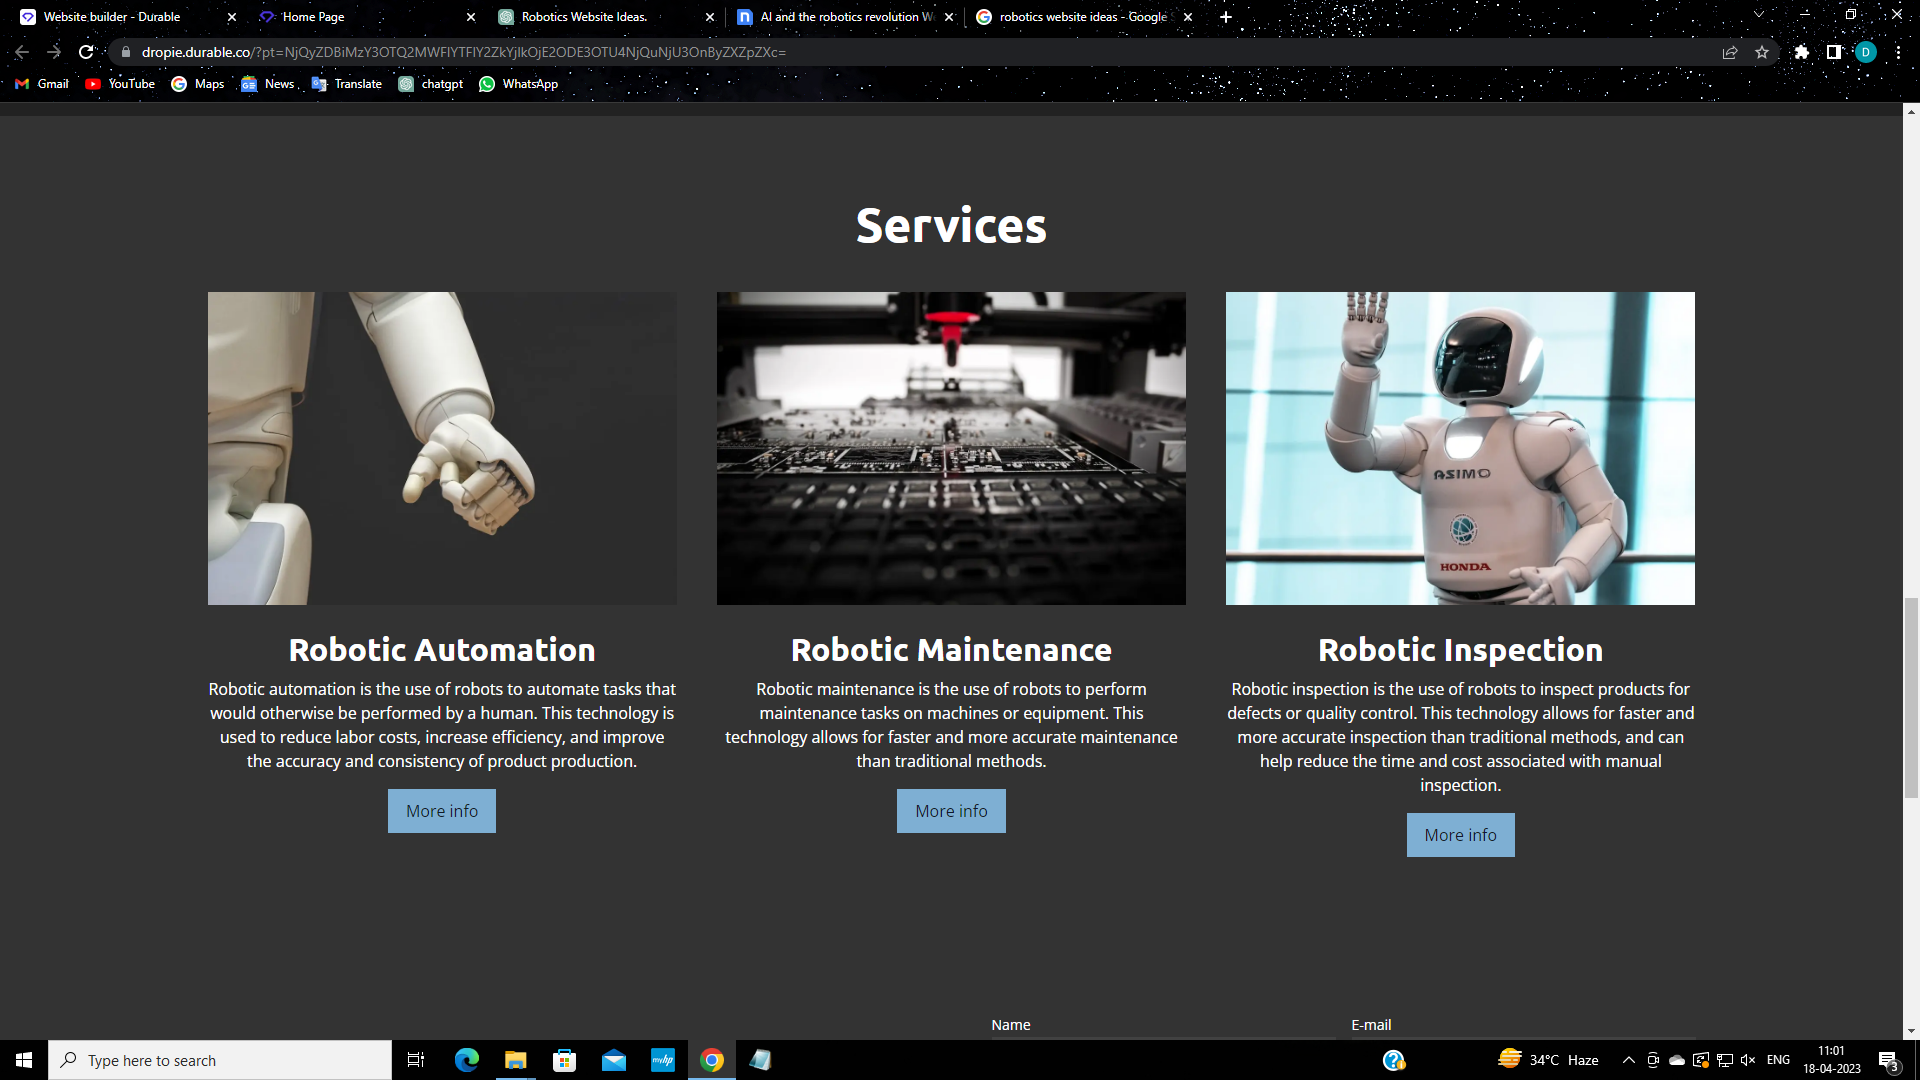 Website builder - Durable
Home Page
Robotics Website Ideas.
AI and the robotics revolution W
robotics website ideas - Google
dropie.durable.co/?pt=NjQyZDBiMzY3OTQ2MWFlYTFlY2ZkYjlkOjE2ODE3OTU4NjQuNjU3OnByZXZpZXc=
D
Gmail
YouTube
Maps
News
Translate
chatgpt
WhatsApp
Services
ASIMO
HONDA
Robotic Automation
Robotic automation is the use of robots to automate tasks that
would otherwise be performed by a human. This technology is
used to reduce labor costs, increase efficiency, and improve
the accuracy and consistency of product production.
More info
Robotic Maintenance
Robotic maintenance is the use of robots to perform
maintenance tasks on machines or equipment. This
technology allows for faster and more accurate maintenance
than traditional methods.
More info
Robotic Inspection
Robotic inspection is the use of robots to inspect products for
defects or quality control. This technology allows for faster and
more accurate inspection than traditional methods, and can
help reduce the time and cost associated with manual
inspection.
More info
Name
E-mail
Type here to search
myhp
34°C Haze
ENG
11:01
18-04-2023
3